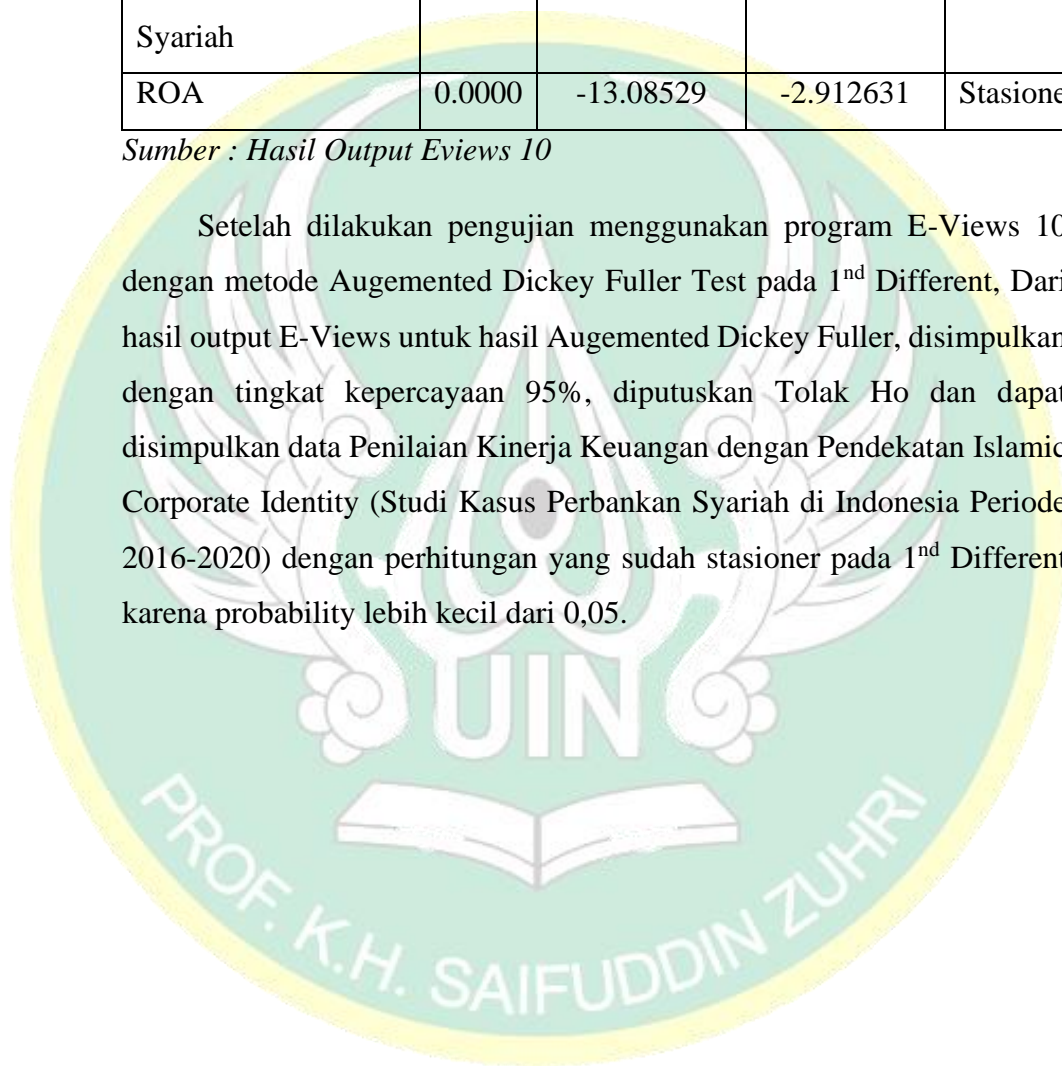 Syariah
ROA 0.0000 -13.08529 -2.912631 Stasione
Sumber : Hasil Output Eviews 10
Setelah dilakukan pengujian menggunakan program E-Views 10
dengan metode Augemented Dickey Fuller Test pada 1nd Different, Dari
hasil output E-Views untuk hasil Augemented Dickey Fuller, disimpulkan
dengan tingkat kepercayaan 95%, diputuskan Tolak Ho dan dapat
disimpulkan data Penilaian Kinerja Keuangan dengan Pendekatan Islamic
Corporate Identity (Studi Kasus Perbankan Syariah di Indonesia Periode
2016-2020) dengan perhitungan yang sudah stasioner pada 1nd Different
karena probability lebih kecil dari 0,05.
UIN
PROF. K.H. SAIFUDDIN ZUHRI